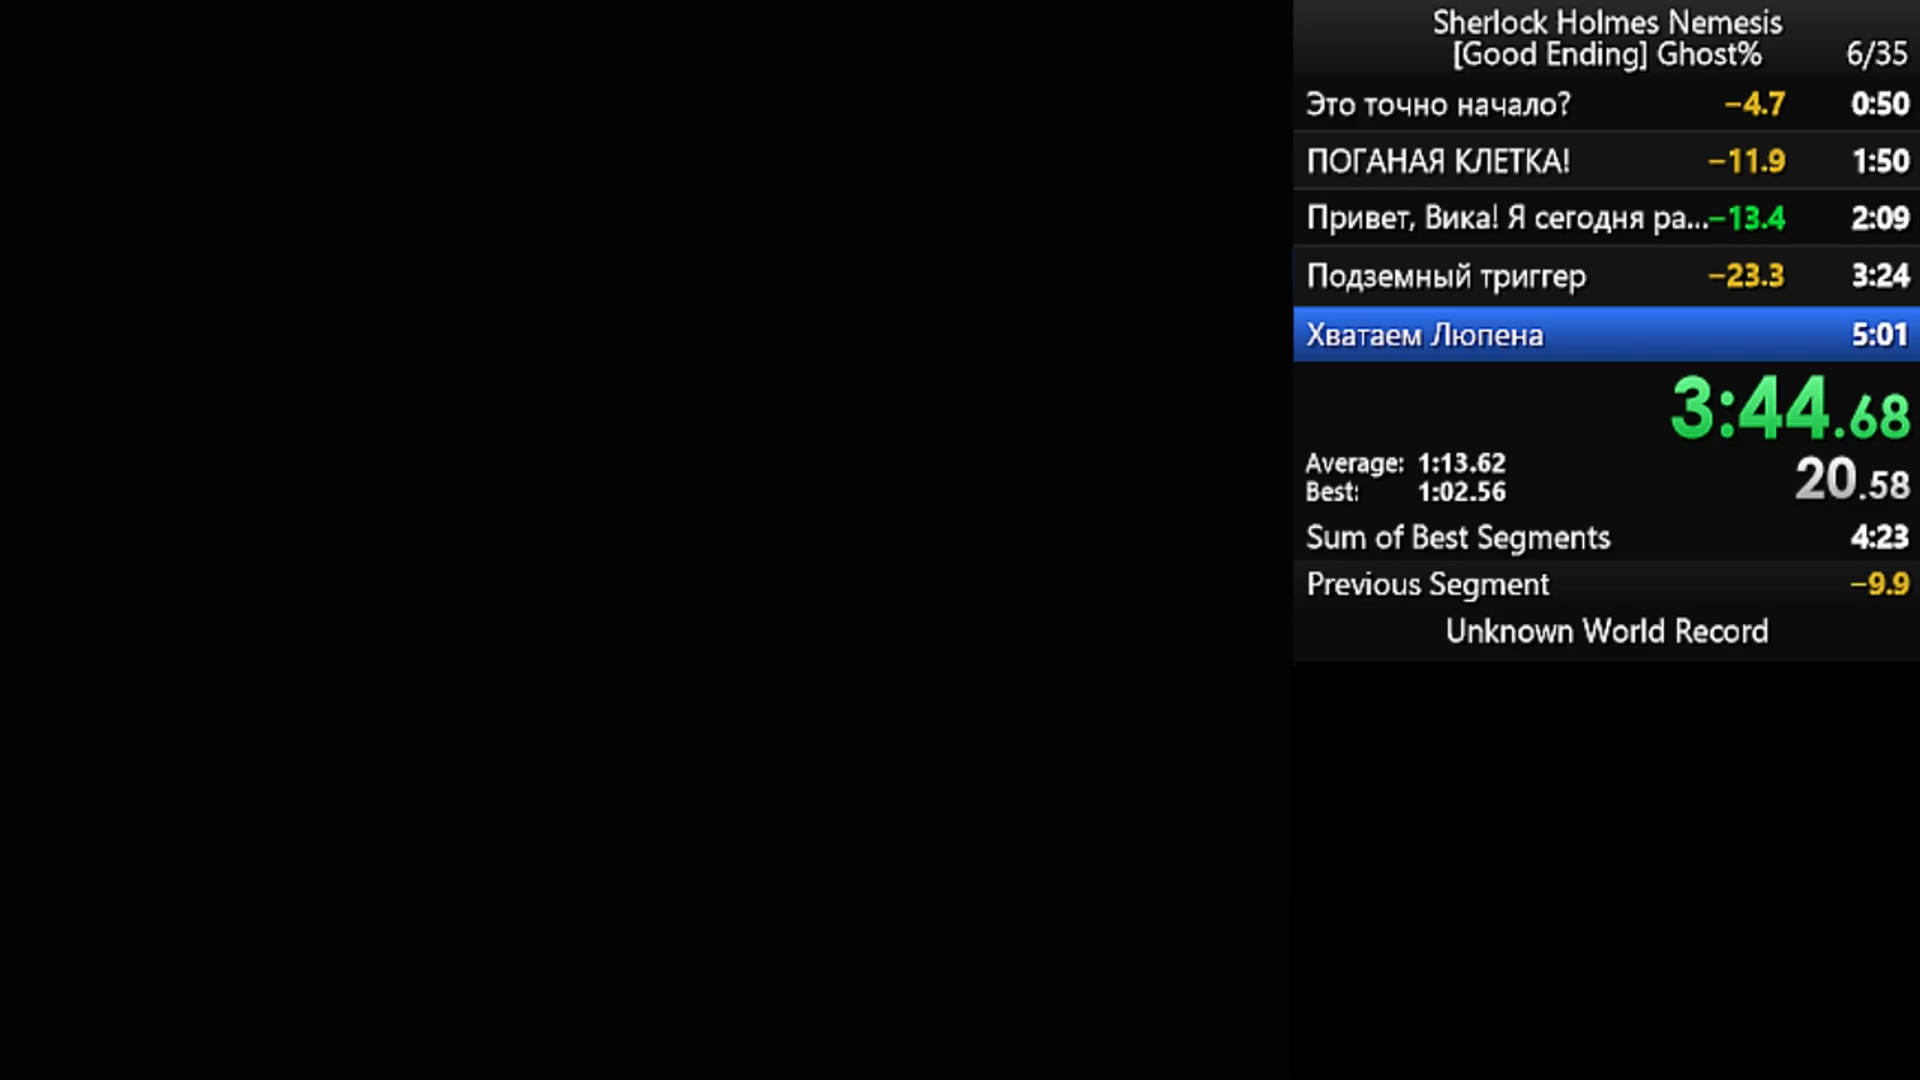 Sherlock Holmes Nemesis
[Good Ending] Ghost% 6/35
Это точно начало? −4.7 0:50
ПОГАНАЯ КЛЕТКА! −11.9 1:50
Привет, Вика! Я сегодня ра... −13.4 2:09
Подземный триггер −23.3 3:24
Хватаем Люпена 5:01
3:44.68
Average: 1:13.62
Best: 1:02.56
20.58
Sum of Best Segments 4:23
Previous Segment −9.9
Unknown World Record